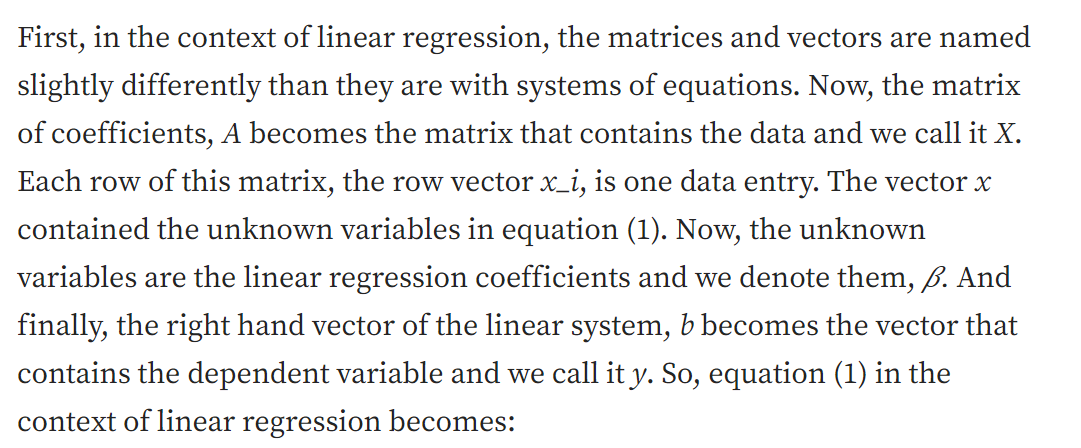 First, in the context of linear regression, the matrices and vectors are named
slightly differently than they are with systems of equations. Now, the matrix
of coefficients, A becomes the matrix that contains the data and we call it X.
Each row of this matrix, the row vector x_i, is one data entry. The vector x
contained the unknown variables in equation (1). Now, the unknown
variables are the linear regression coefficients and we denote them, β. And
finally, the right hand vector of the linear system, b becomes the vector that
contains the dependent variable and we call it y. So, equation (1) in the
context of linear regression becomes: